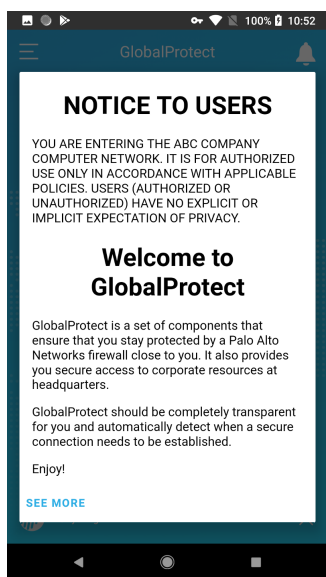 100% 10:52
GlobalProtect
NOTICE TO USERS
YOU ARE ENTERING THE ABC COMPANY
COMPUTER NETWORK. IT IS FOR AUTHORIZED
USE ONLY IN ACCORDANCE WITH APPLICABLE
POLICIES. USERS (AUTHORIZED OR
UNAUTHORIZED) HAVE NO EXPLICIT OR
IMPLICIT EXPECTATION OF PRIVACY.
Welcome to
GlobalProtect
GlobalProtect is a set of components that
ensure that you stay protected by a Palo Alto
Networks firewall close to you. It also provides
you secure access to corporate resources at
headquarters.
GlobalProtect should be completely transparent
for you and automatically detect when a secure
connection needs to be established.
Enjoy!
SEE MORE